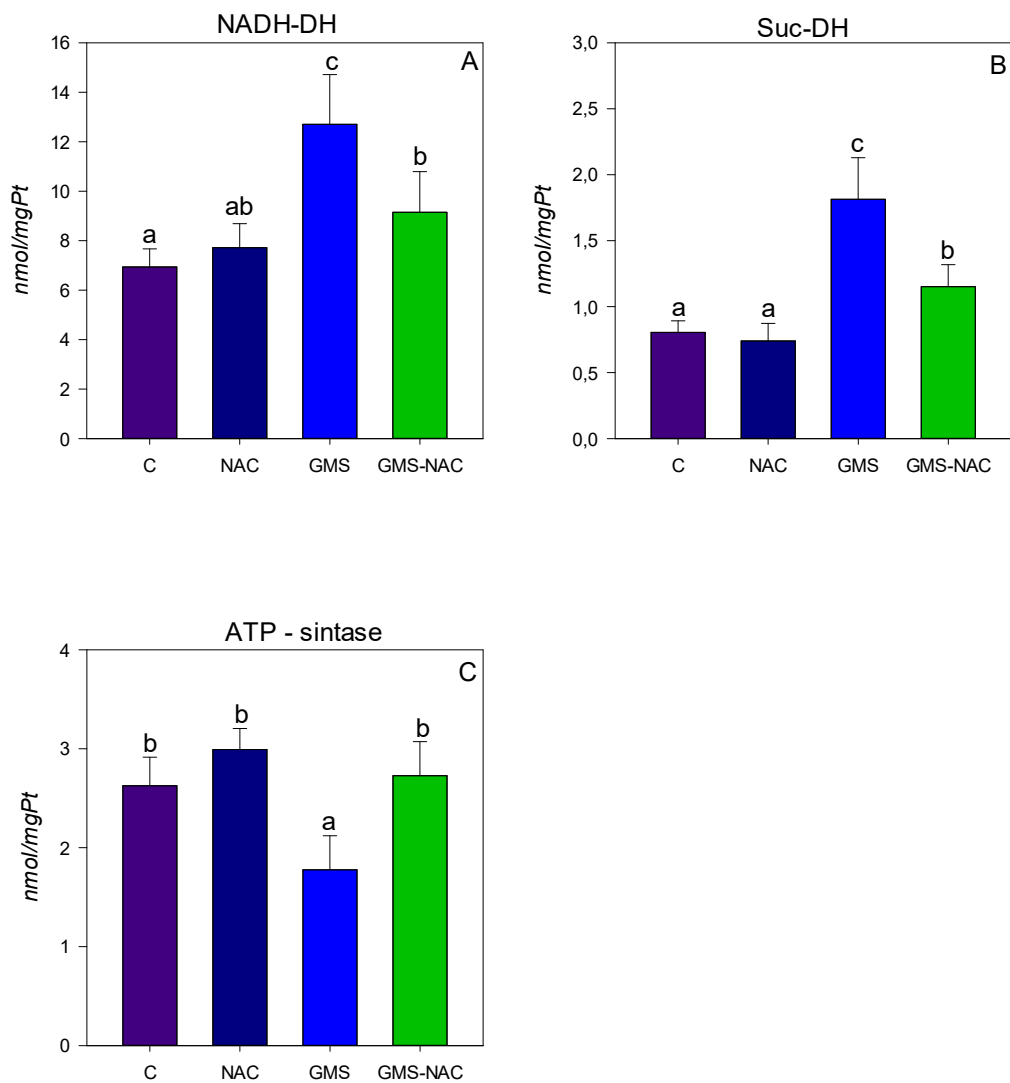 NADH-DH
A
nmol/mgPt
16
14
12
10
8
6
4
2
0
a
ab
c
b
C NAC GMS GMS-NAC
Suc-DH
B
nmol/mgPt
3,0
2,5
2,0
1,5
1,0
0,5
0,0
a
a
c
b
C NAC GMS GMS-NAC
ATP - sintase
C
nmol/mgPt
4
3
2
1
0
b
b
a
b
C NAC GMS GMS-NAC